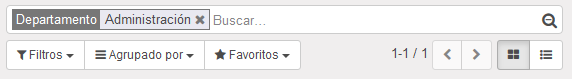 Departamento Administración Buscar...
Filtros Agrupado por Favoritos 1-1 / 1